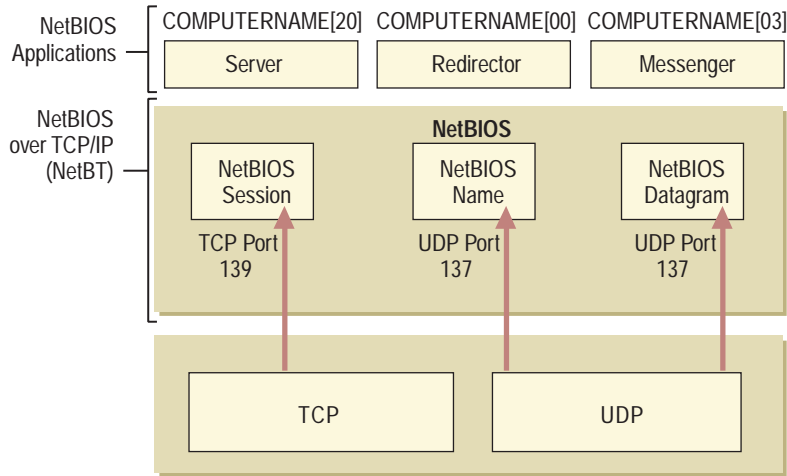 NetBIOS
Applications
COMPUTERNAME[20] COMPUTERNAME[00] COMPUTERNAME[03]
Server Redirector Messenger
NetBIOS
over TCP/IP
(NetBT)
NetBIOS
NetBIOS
Session
NetBIOS
Name
NetBIOS
Datagram
TCP Port
139
UDP Port
137
UDP Port
137
TCP
UDP